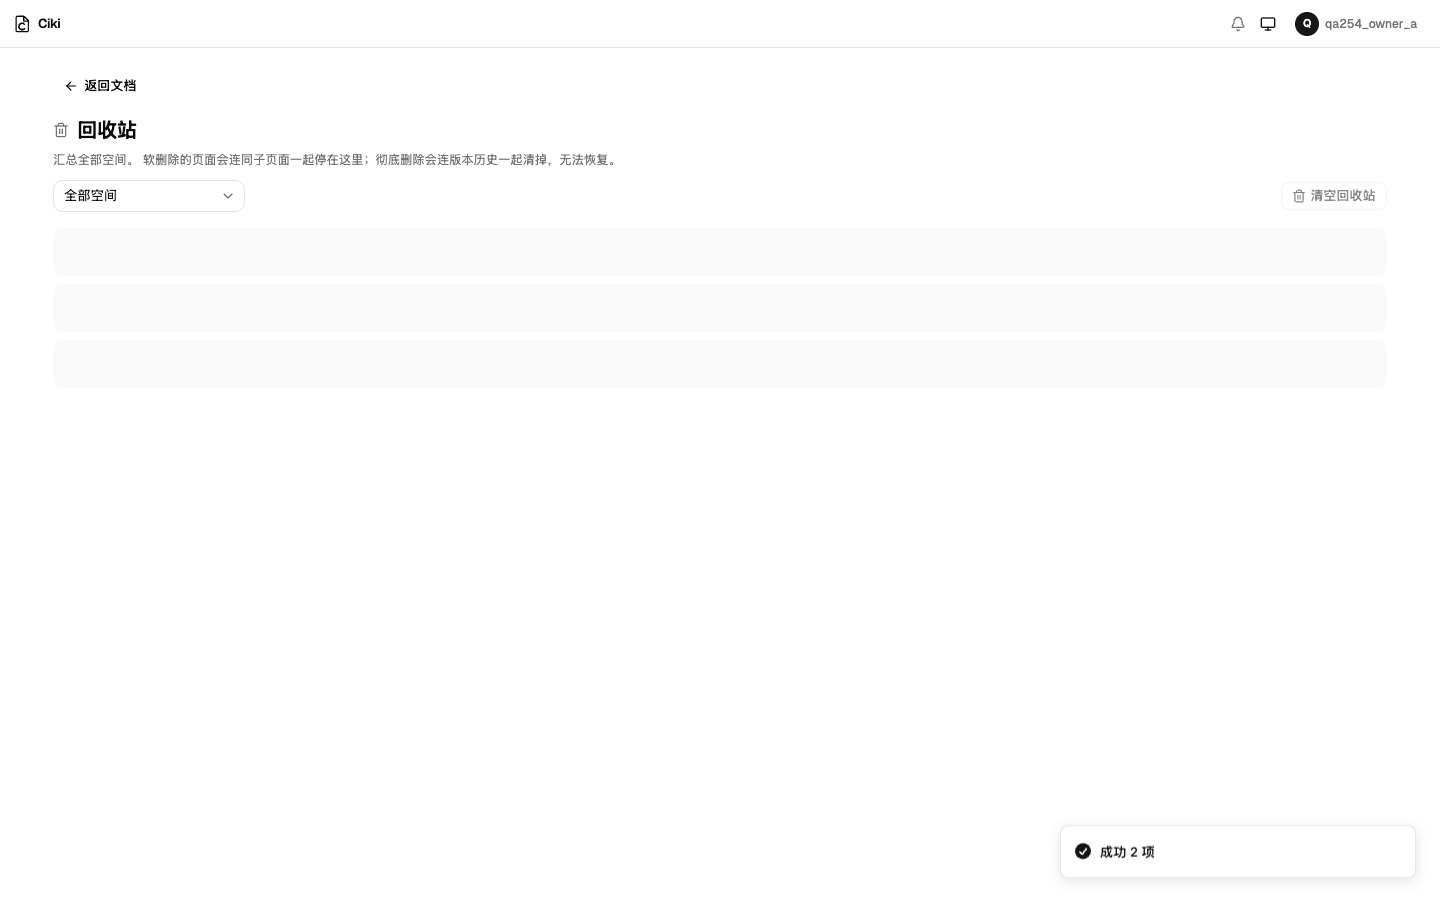 Ciki
Q qa254_owner_a
返回文档
回收站
汇总全部空间。 软删除的页面会连同子页面一起停在这里；彻底删除会连版本历史一起清掉，无法恢复。
全部空间
清空回收站
成功 2 项